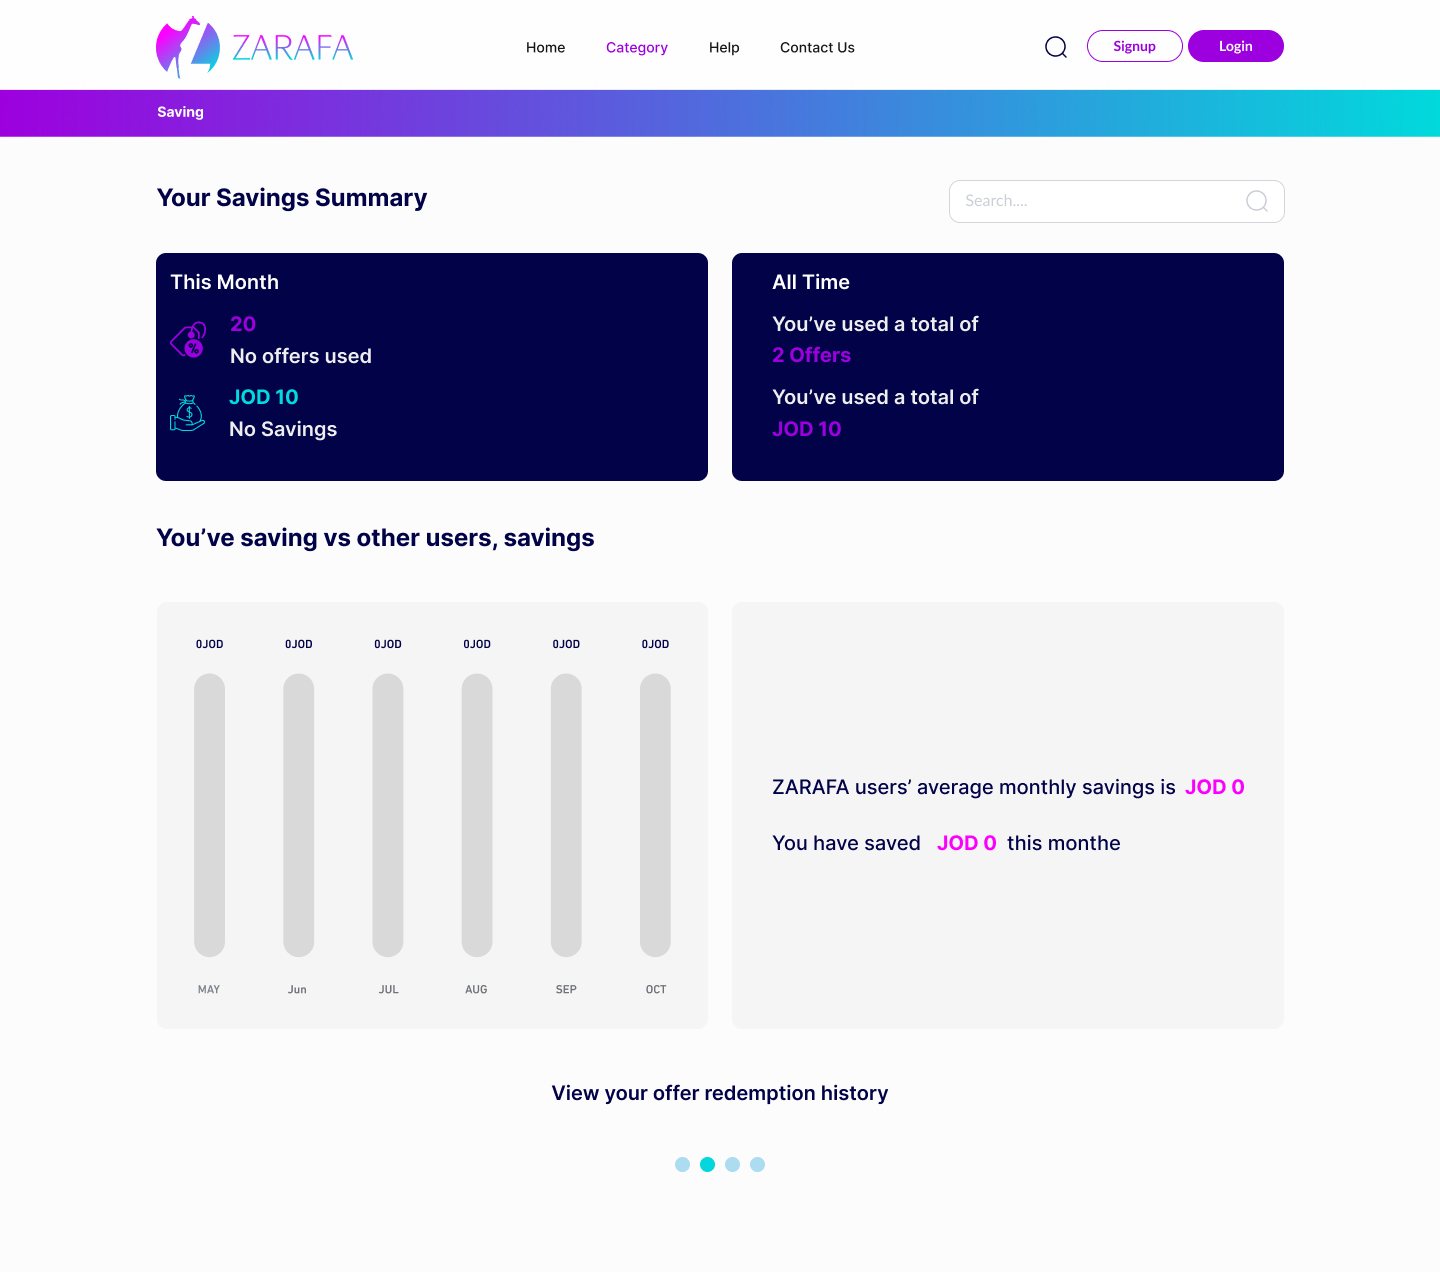 ZARAFA
Home
Category
Help
Contact Us
Signup
Login
Saving
Your Savings Summary
Search....
This Month
20
No offers used
JOD 10
No Savings
All Time
You’ve used a total of
2 Offers
You’ve used a total of
JOD 10
You’ve saving vs other users, savings
0JOD 0JOD 0JOD 0JOD 0JOD 0JOD
MAY Jun JUL AUG SEP OCT
ZARAFA users’ average monthly savings is JOD 0
You have saved JOD 0 this monthe
View your offer redemption history